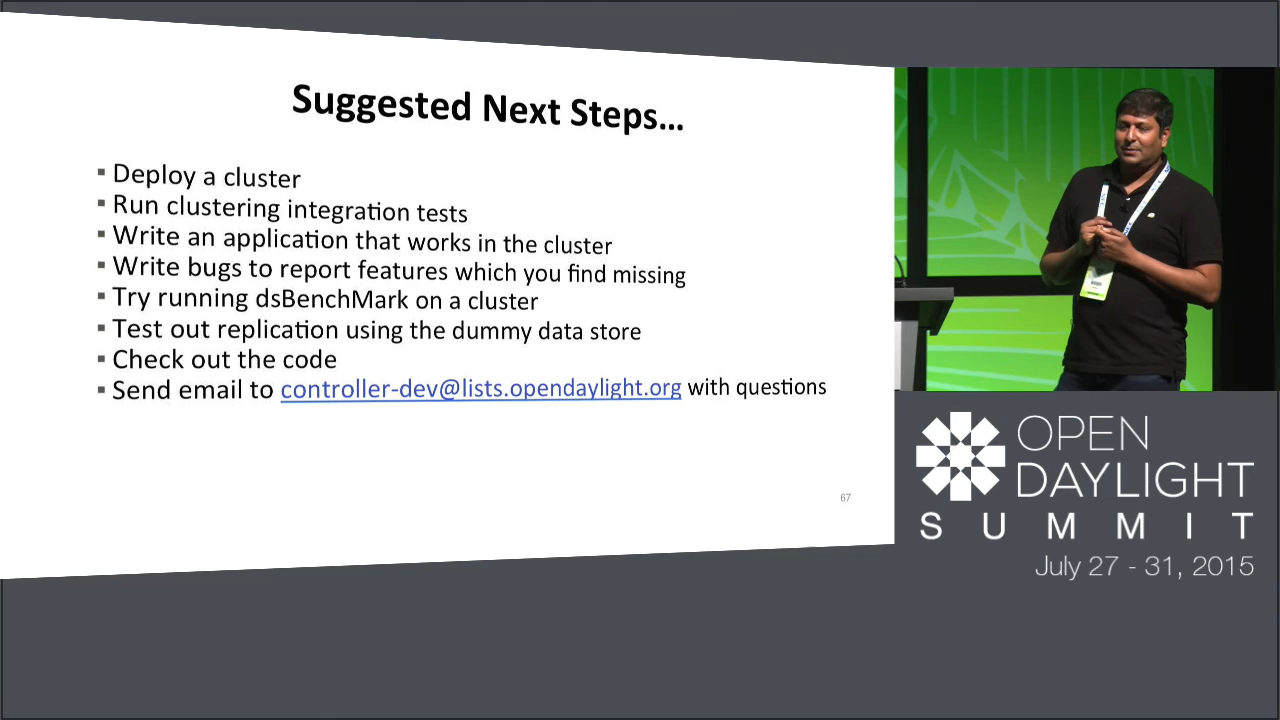 Suggested Next Steps…
▪ Deploy a cluster
▪ Run clustering integration tests
▪ Write an application that works in the cluster
▪ Write bugs to report features which you find missing
▪ Try running dsBenchMark on a cluster
▪ Test out replication using the dummy data store
▪ Check out the code
▪ Send email to controller-dev@lists.opendaylight.org with questions
67
OPEN
DAYLIGHT
SUMMIT
July 27 - 31, 2015